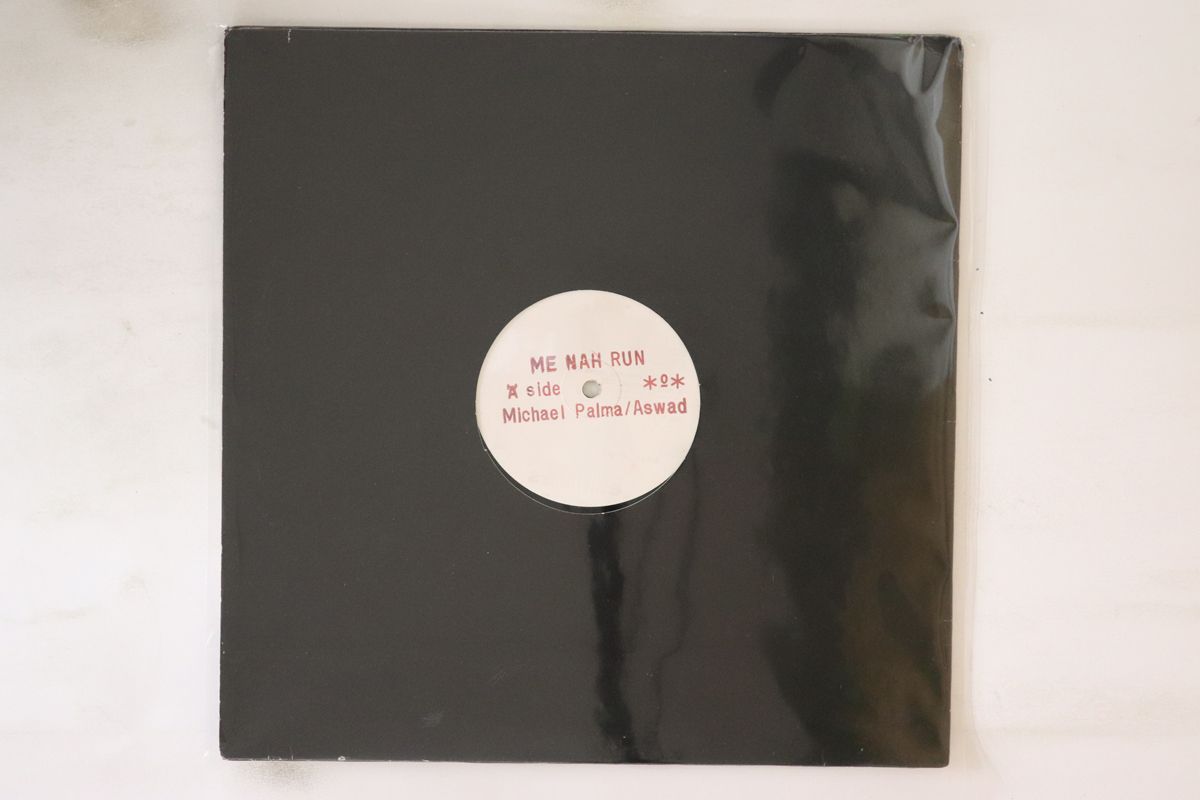 ME NAH RUN
A side *º*
Michael Palma/Aswad